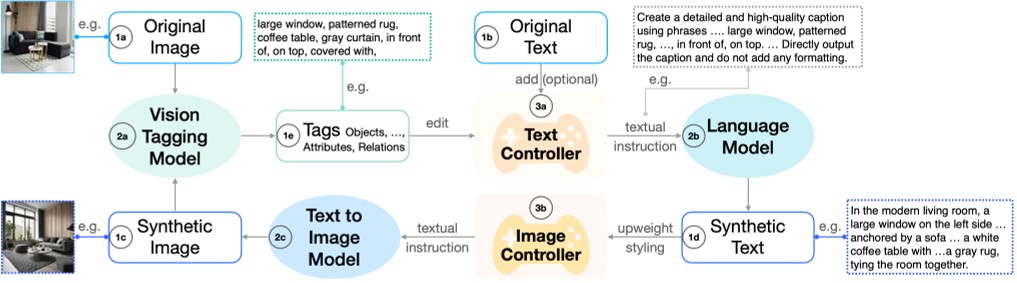 e.g.
1a
Original
Image
large window, patterned rug,
coffee table, gray curtain, in front
of, on top, covered with,
1b
Original
Text
Create a detailed and high-quality caption
using phrases …. large window, patterned
rug, …, in front of, on top. … Directly output
the caption and do not add any formatting.
e.g.
add (optional)
e.g.
2a
Vision
Tagging
Model
1e
Tags Objects, …,
Attributes, Relations
edit
3a
Text
Controller
textual
instruction
2b
Language
Model
e.g.
1c
Synthetic
Image
2c
Text to
Image
Model
textual
instruction
3b
Image
Controller
upweight
styling
1d
Synthetic
Text
e.g.
In the modern living room, a
large window on the left side …
anchored by a sofa … a white
coffee table with …a gray rug,
tying the room together.